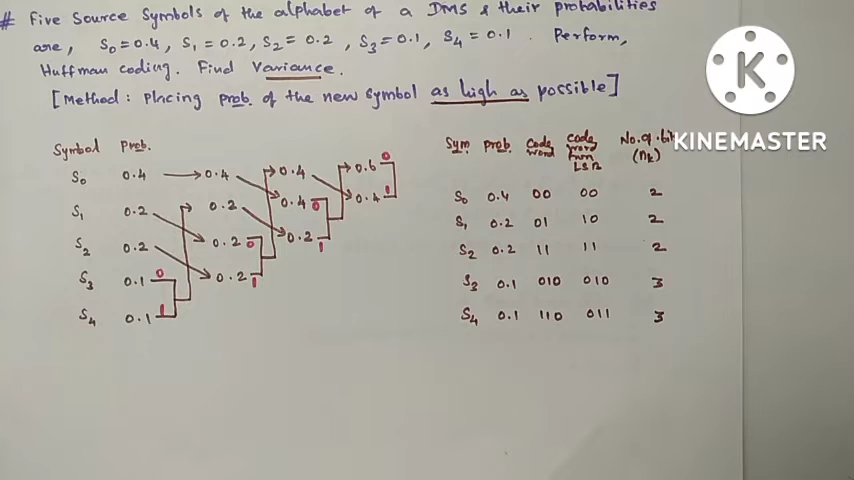 # Five Source Symbols of the alphabet of a DMS & their probabilities
are, S0 = 0.4, S1 = 0.2, S2 = 0.2, S3 = 0.1, S4 = 0.1. Perform,
Huffman coding. Find Variance.
[Method: Placing prob. of the new symbol as high as possible]
K
KINEMASTER
Symbol Prob.
S0 0.4 0.4 0.4 0.6 0
S1 0.2 0.2 0.4 0 0.4 1
S2 0.2 0.2 0 0.2 1
S3 0.1 0 0.2 1
S4 0.1 1
Sym prob. Code word Code word from LSB No. of. bi (nk)
S0 0.4 00 00 2
S1 0.2 01 10 2
S2 0.2 11 11 2
S3 0.1 010 010 3
S4 0.1 110 011 3